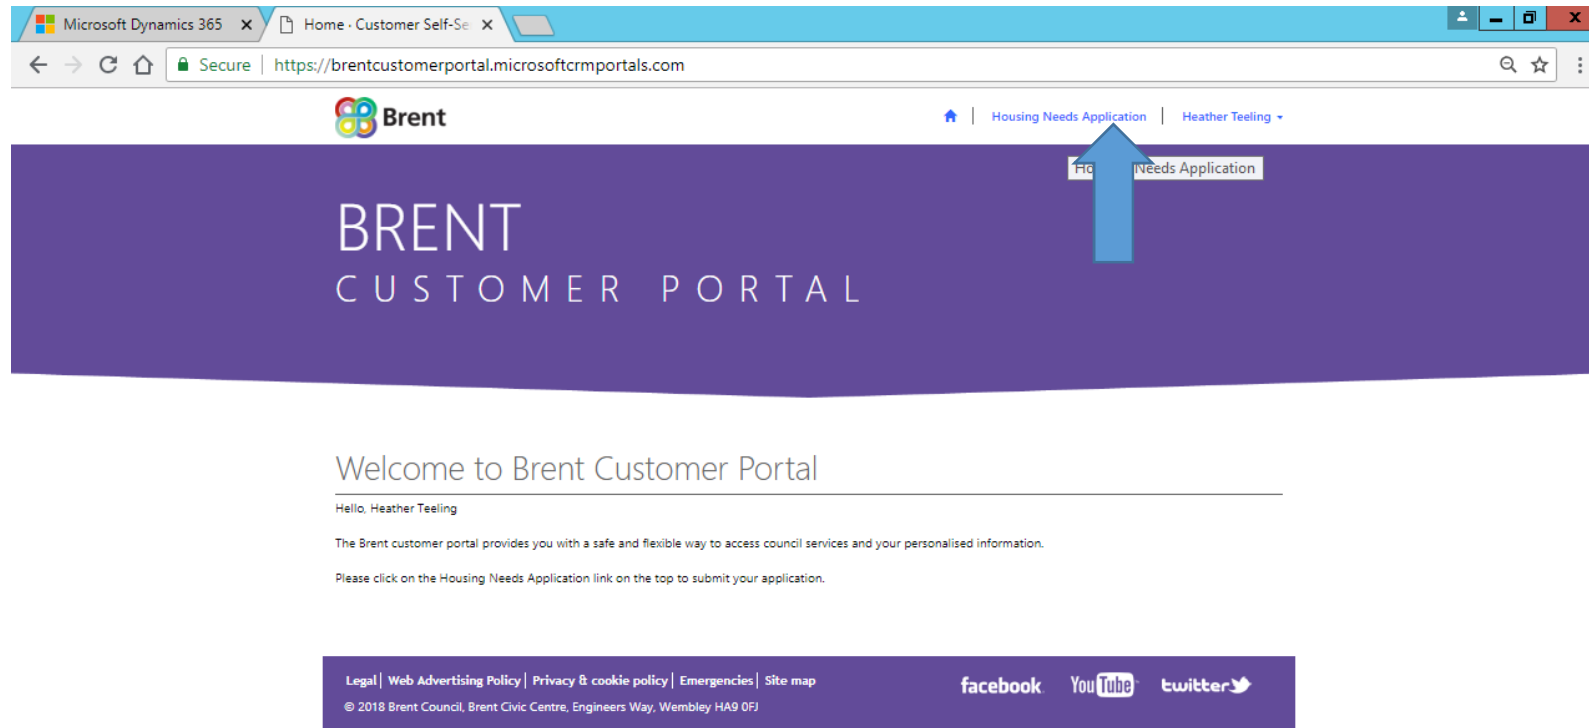 Microsoft Dynamics 365
Home · Customer Self-Se
Secure
https://brentcustomerportal.microsoftcrmportals.com
Brent
Housing Needs Application
Heather Teeling
Needs Application
BRENT
CUSTOMER PORTAL
Welcome to Brent Customer Portal
Hello, Heather Teeling
The Brent customer portal provides you with a safe and flexible way to access council services and your personalised information.
Please click on the Housing Needs Application link on the top to submit your application.
Legal| Web Advertising Policy| Privacy & cookie policy| Emergencies| Site map
facebook.
YouTube
twitter
© 2018 Brent Council, Brent Civic Centre, Engineers Way, Wembley HA9 0FJ